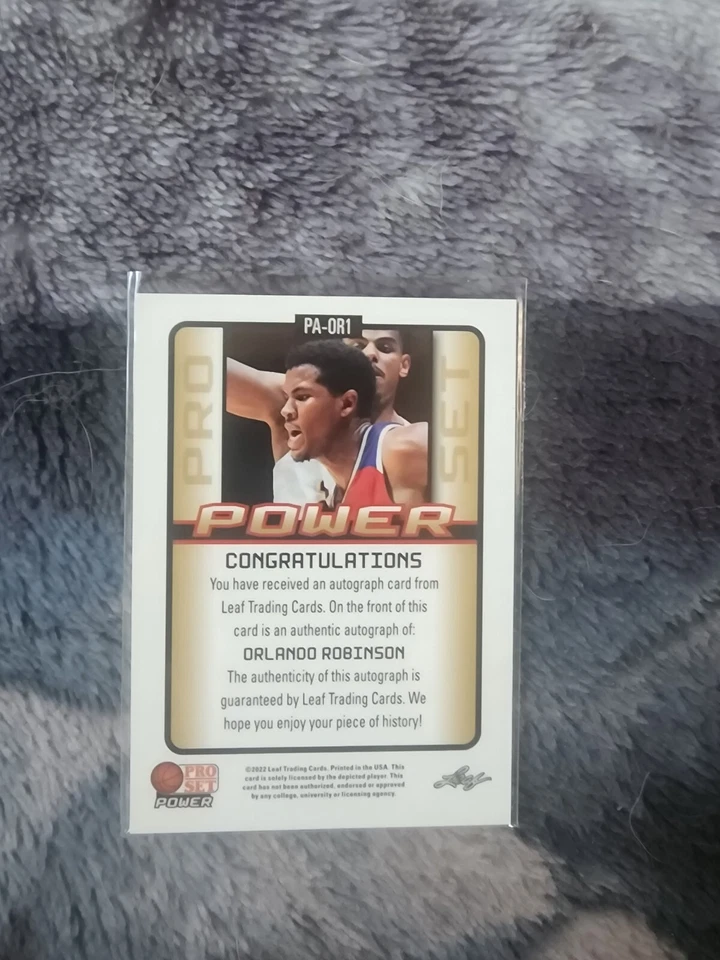 PA-OR1
PRO
SET
POWER
CONGRATULATIONS
You have received an autograph card from
Leaf Trading Cards. On the front of this
card is an authentic autograph of:
ORLANDO ROBINSON
The authenticity of this autograph is
guaranteed by Leaf Trading Cards. We
hope you enjoy your piece of history!
©2022 Leaf Trading Cards. Printed in the USA. This
card is solely licensed by the depicted player. This
card has not been authorized, endorsed or approved
by any college, university or licensing agency.
PRO
SET
POWER
Leaf